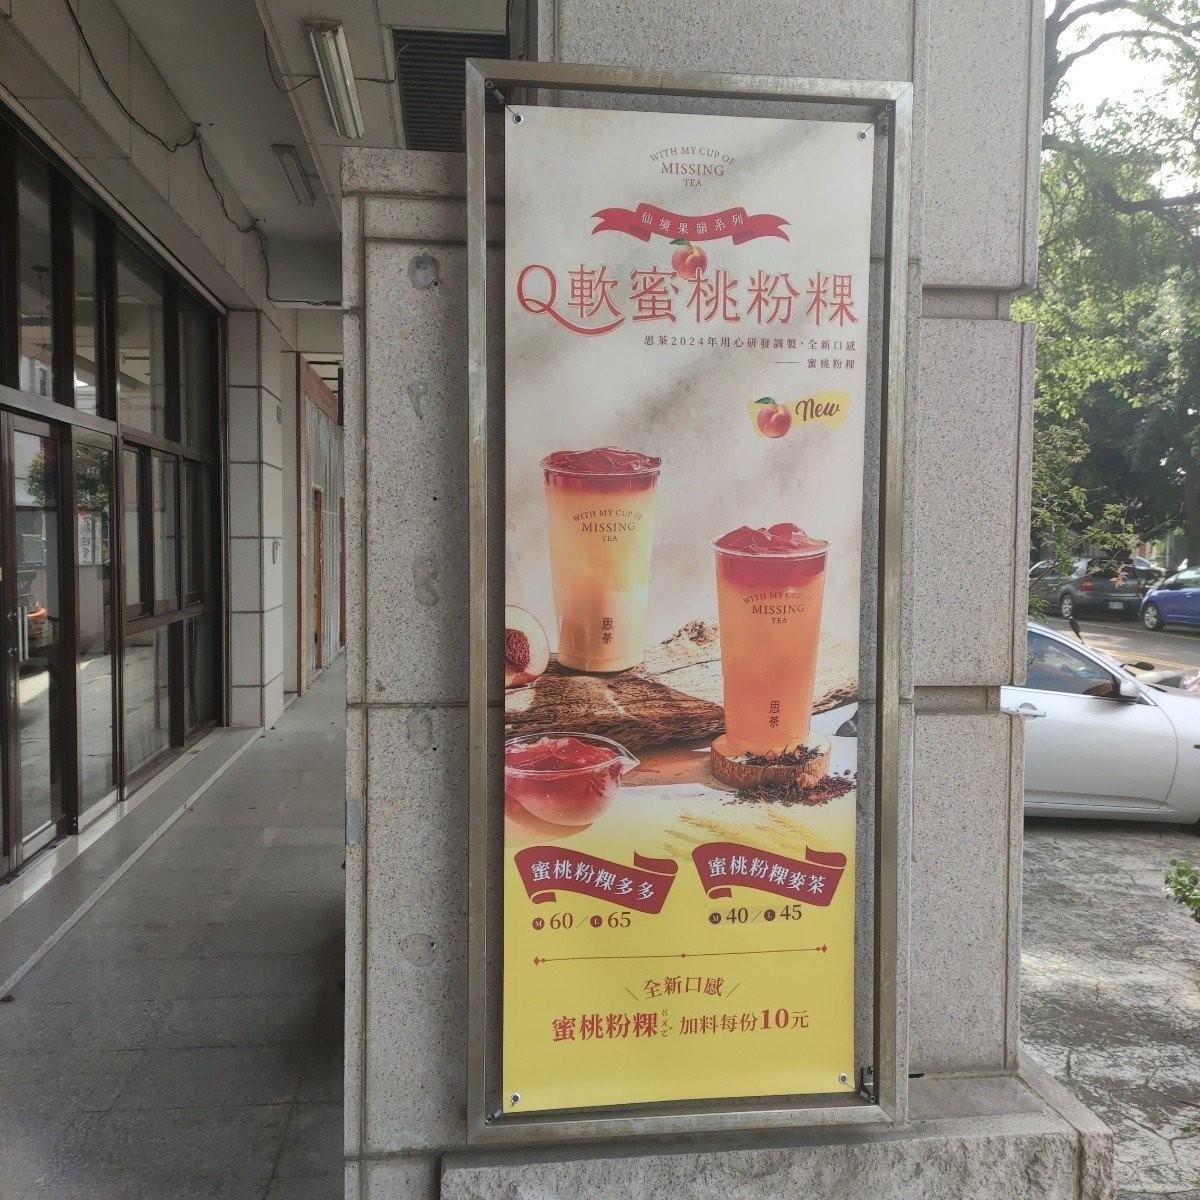 WITH MY CUP OF
MISSING
TEA
仙境果韻系列
Q軟蜜桃粉粿
思茶2024年用心研發調製，全新口感
—— 蜜桃粉粿
New
WITH MY CUP OF
MISSING
TEA
思茶
WITH MY CUP OF
MISSING
TEA
思茶
蜜桃粉粿多多
M 60／L 65
蜜桃粉粿麥茶
M 40／L 45
＼全新口感／
蜜桃粉粿ㄍㄨㄛˇ加料每份10元